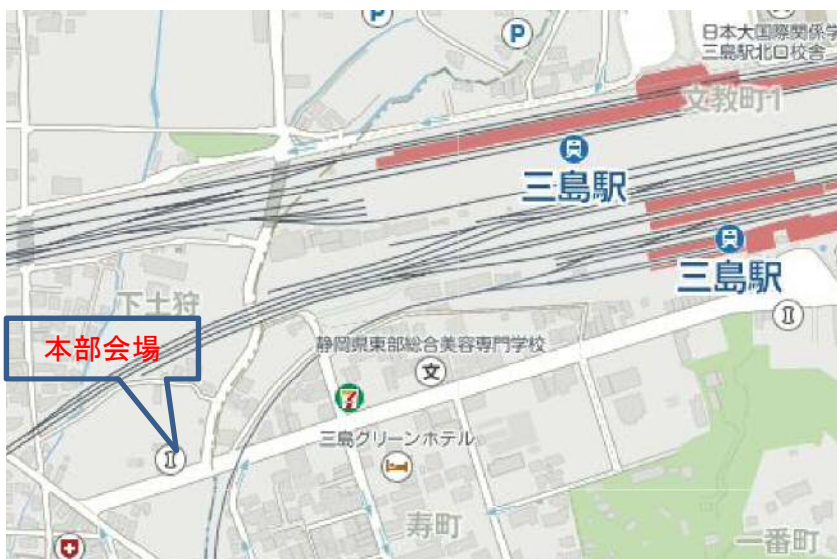 P
P
日本大国際関係学
三島駅北口校舎
文教町1
三島駅
三島駅
下土狩
本部会場
静岡県東部総合美容専門学校
文
7
三島グリーンホテル
寿町
一番町